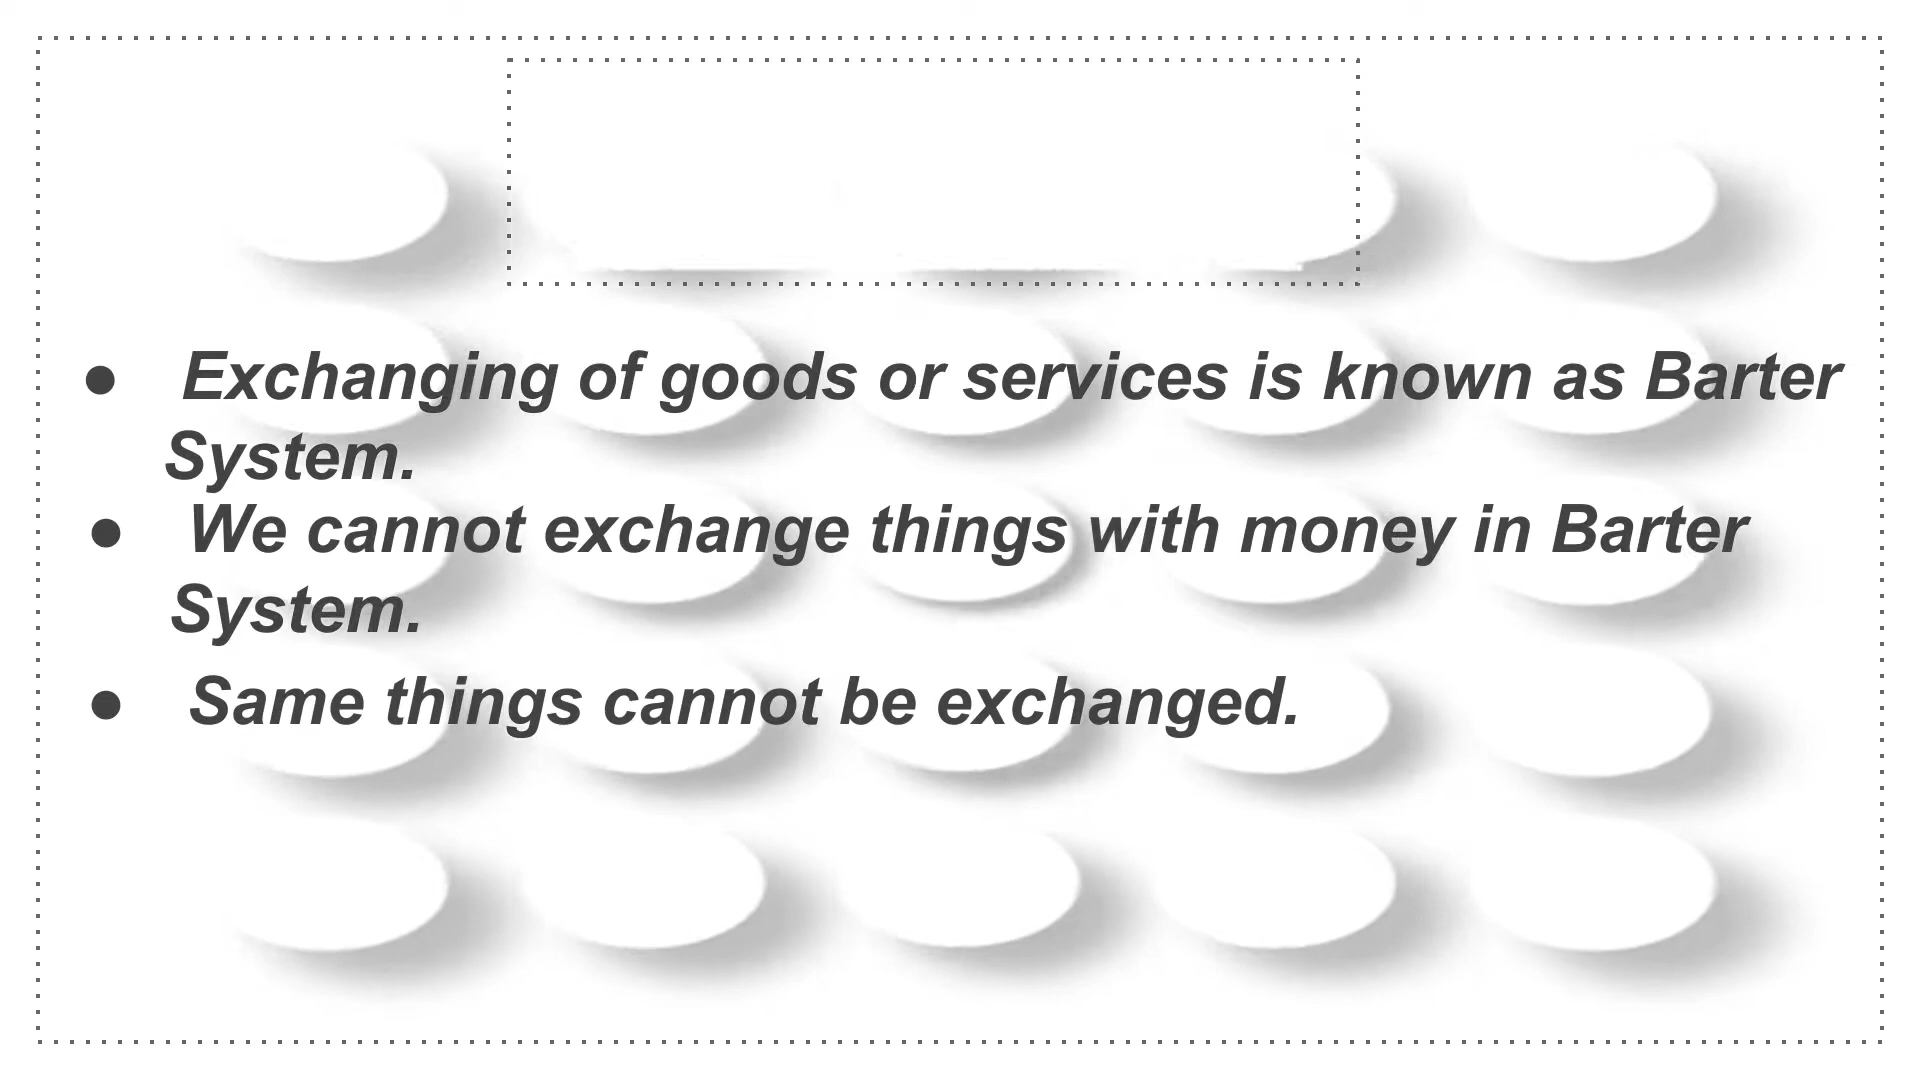 ● Exchanging of goods or services is known as Barter
System.
● We cannot exchange things with money in Barter
System.
● Same things cannot be exchanged.